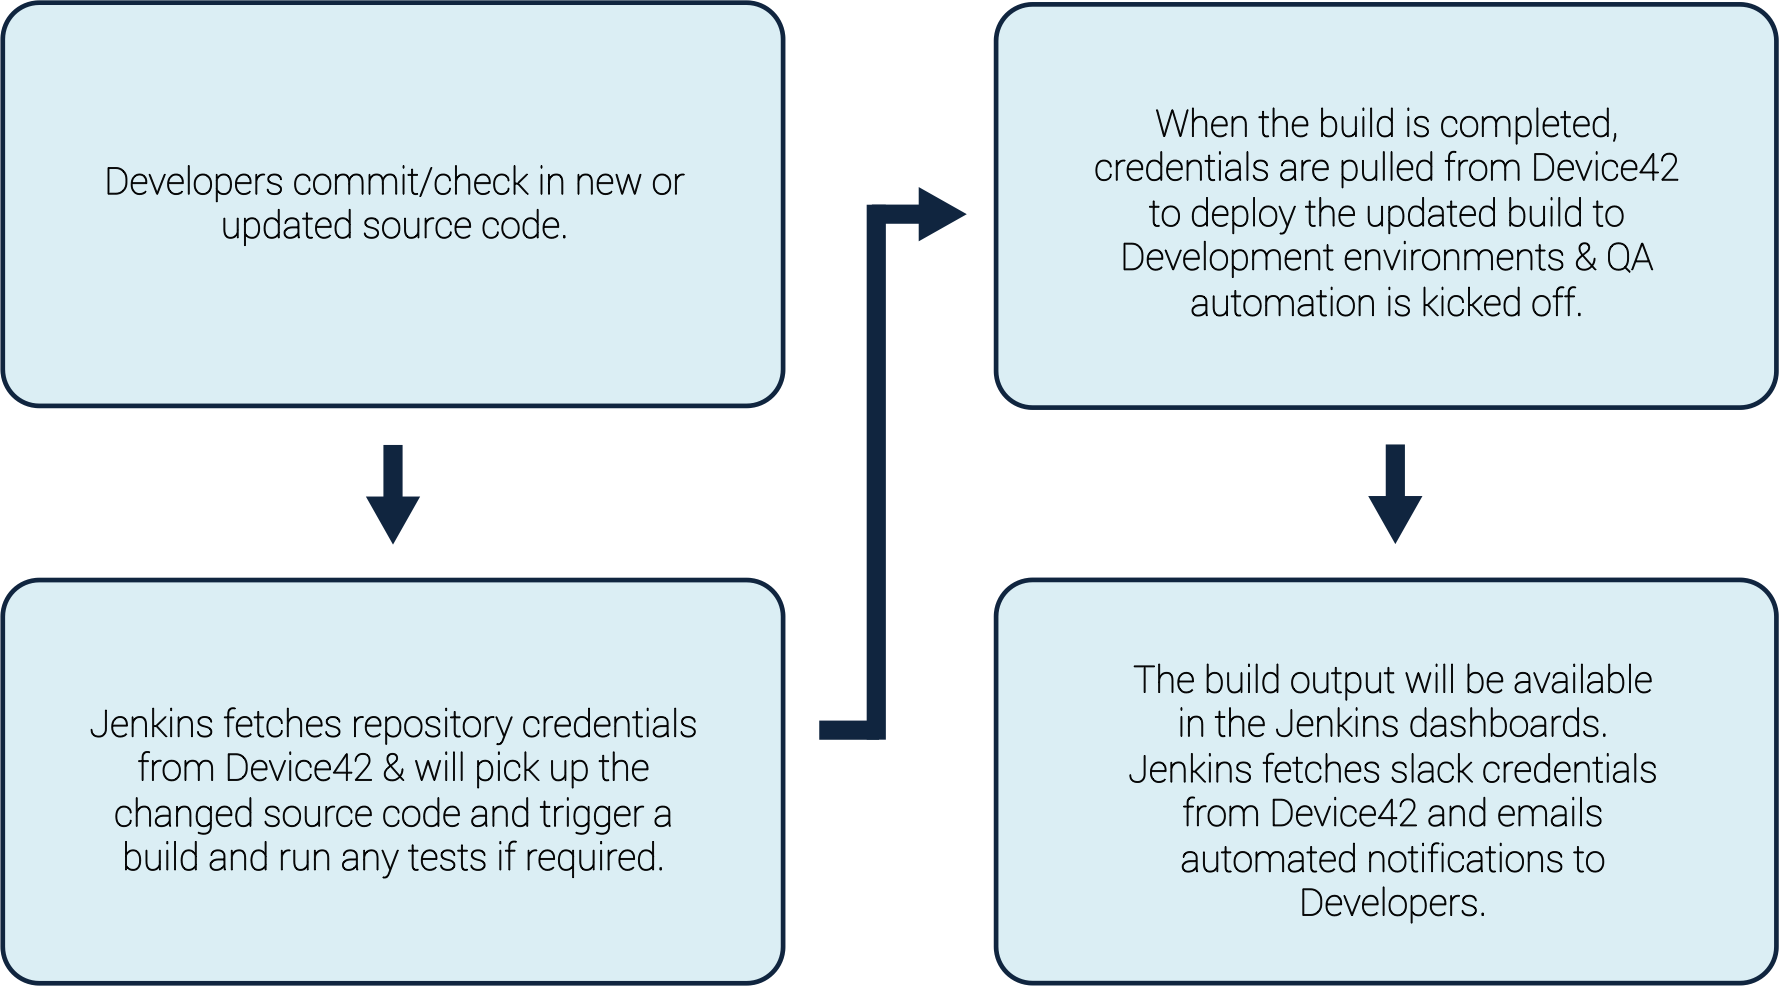 Developers commit/check in new or
updated source code.
Jenkins fetches repository credentials
from Device42 & will pick up the
changed source code and trigger a
build and run any tests if required.
When the build is completed,
credentials are pulled from Device42
to deploy the updated build to
Development environments & QA
automation is kicked off.
The build output will be available
in the Jenkins dashboards.
Jenkins fetches slack credentials
from Device42 and emails
automated notifications to
Developers.